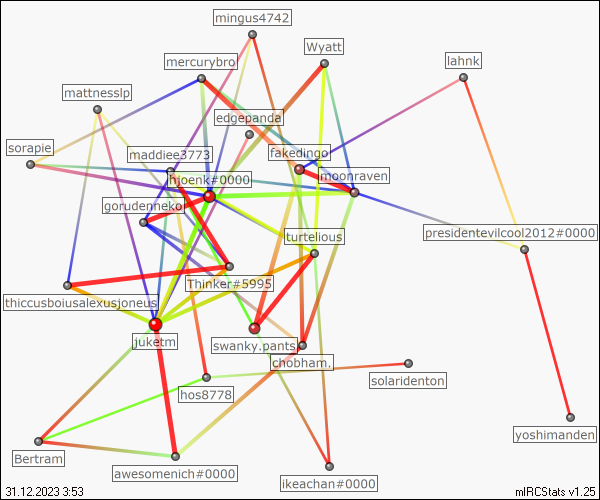 mingus4742
Wyatt
mercurybro
lahnk
mattnesslp
edgepanda
sorapie
maddiee3773
fakedingo
hjoenk#0000
moonraven
gorudenneko
presidentevilcool2012#0000
turtelious
Thinker#5995
thiccusboiusalexusjoneus
juketm
swanky.pants
chobham.
solaridenton
hos8778
yoshimanden
Bertram
awesomenich#0000
ikeachan#0000
31.12.2023 3:53
mIRCStats v1.25